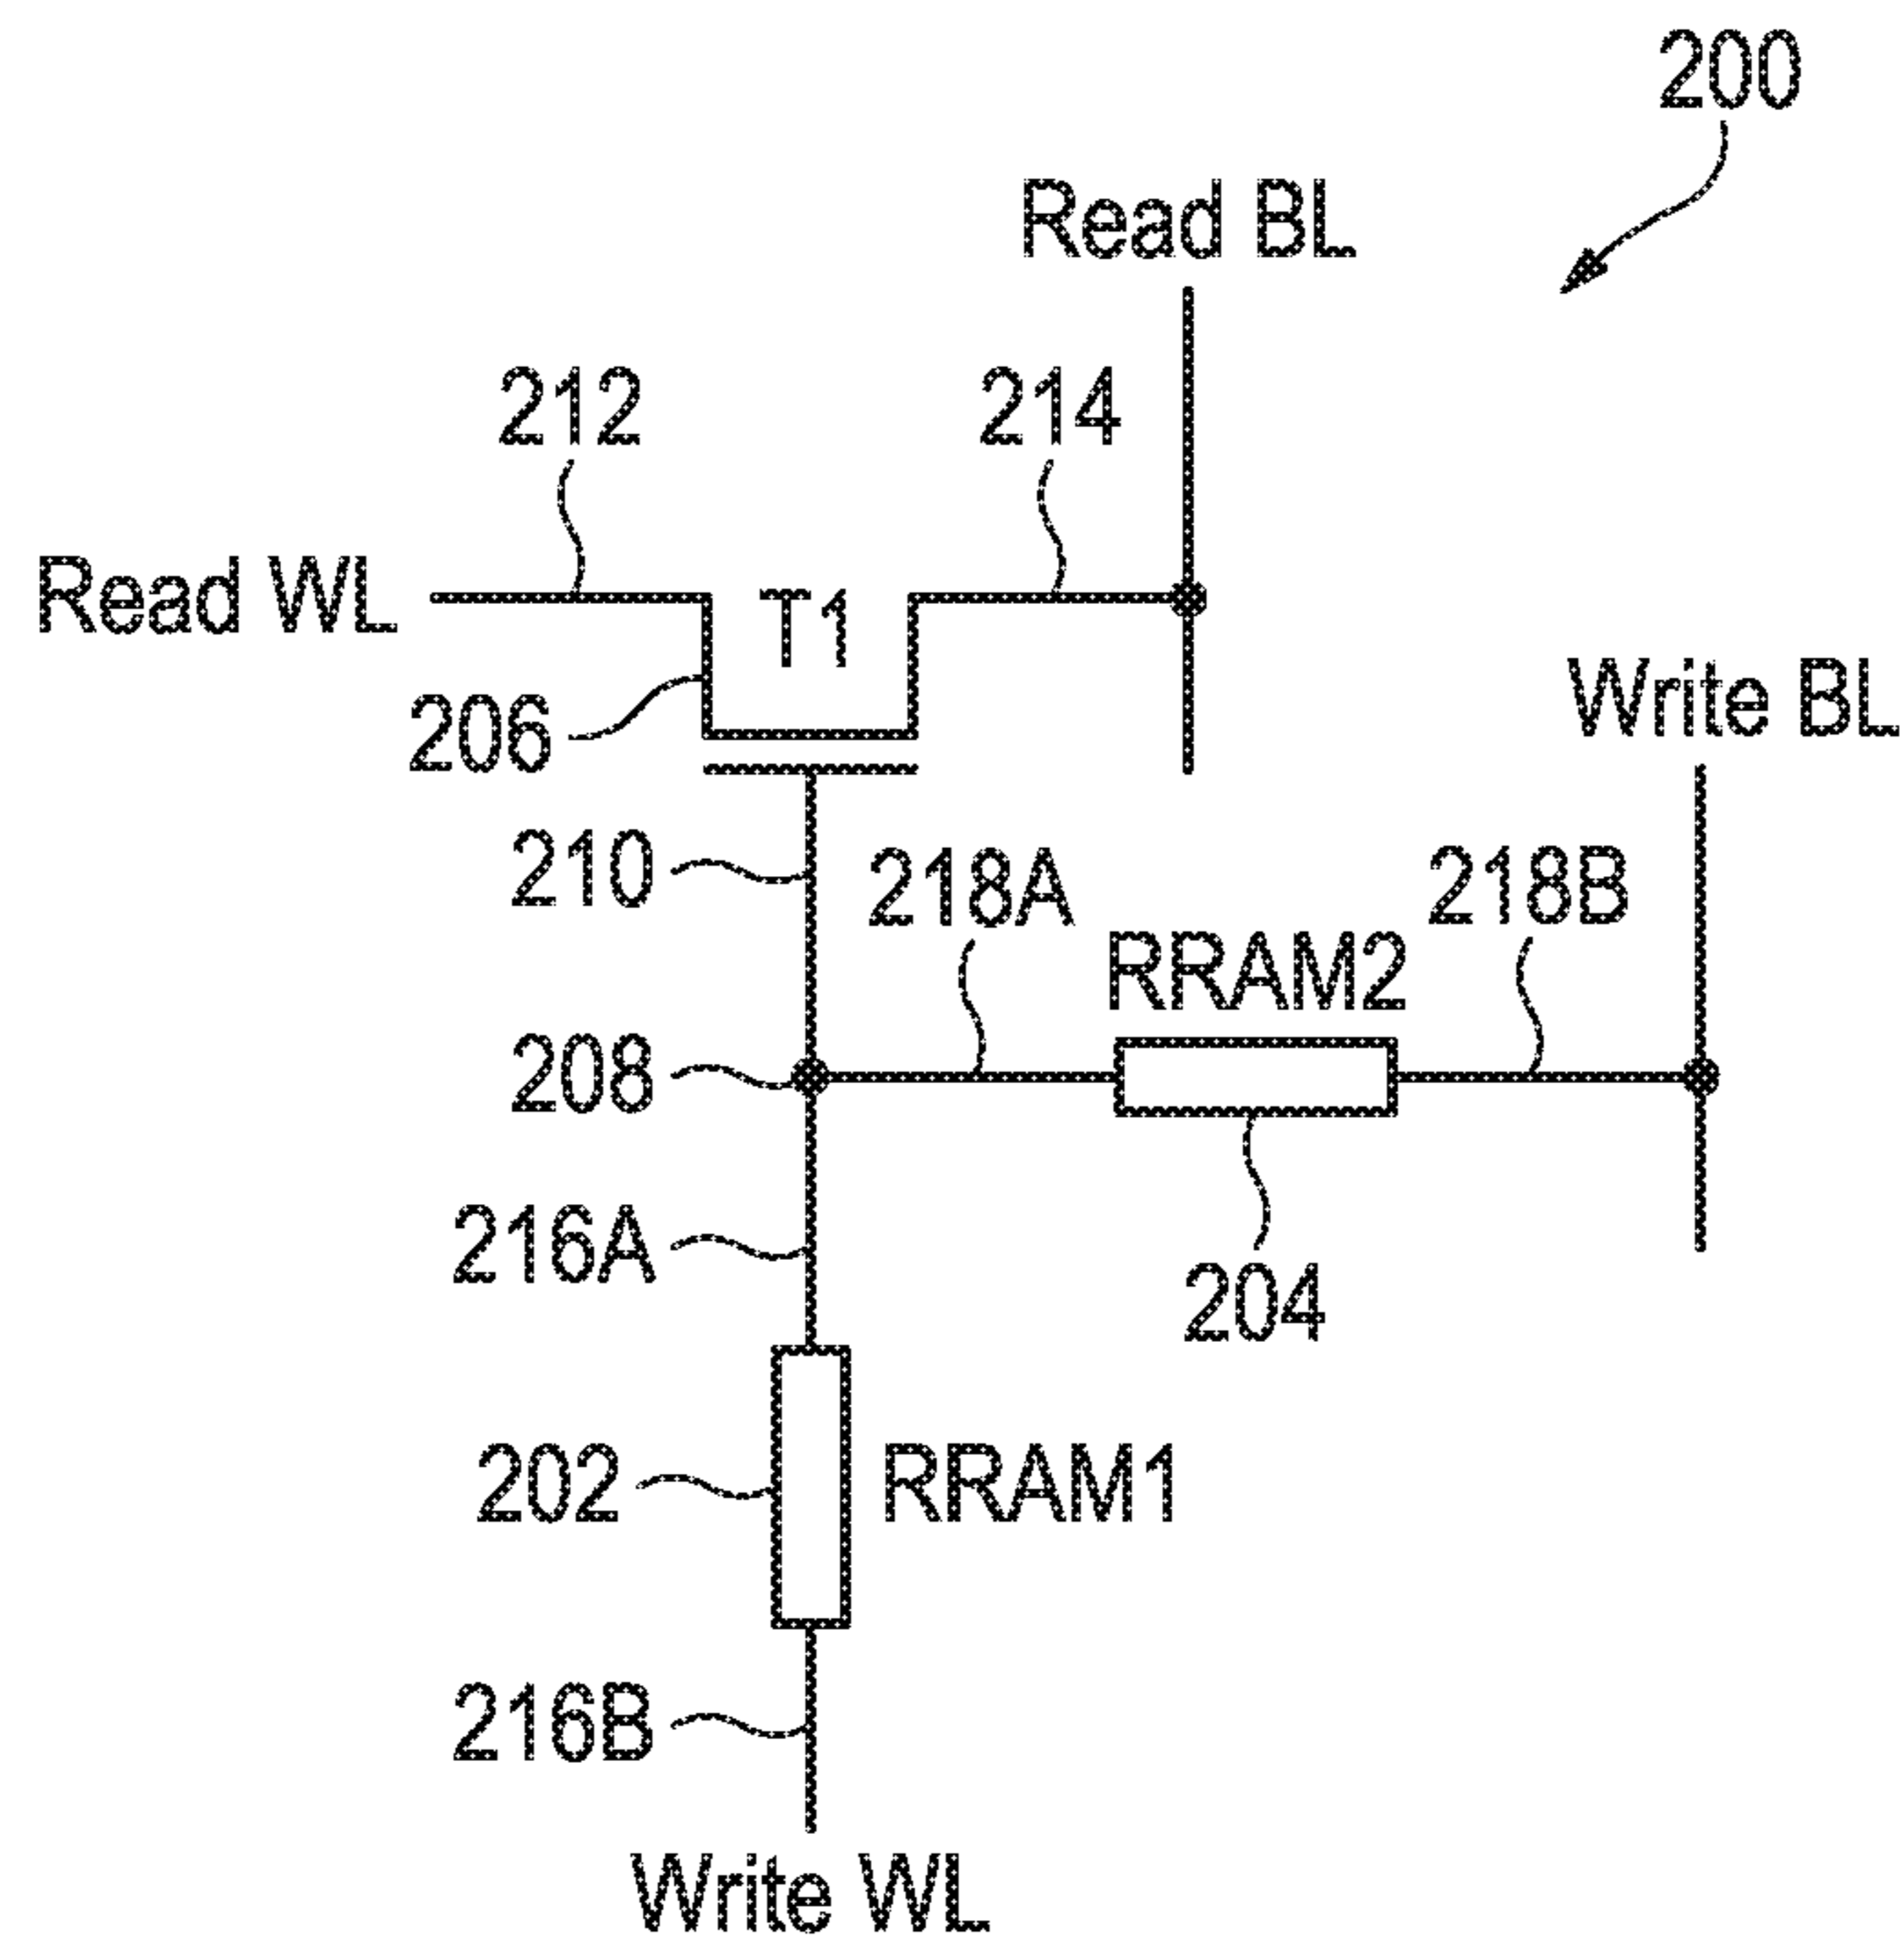 200
Read BL
212
214
Read WL
T1
206
Write BL
210
218A
218B
RRAM2
208
216A
204
202
RRAM1
216B
Write WL